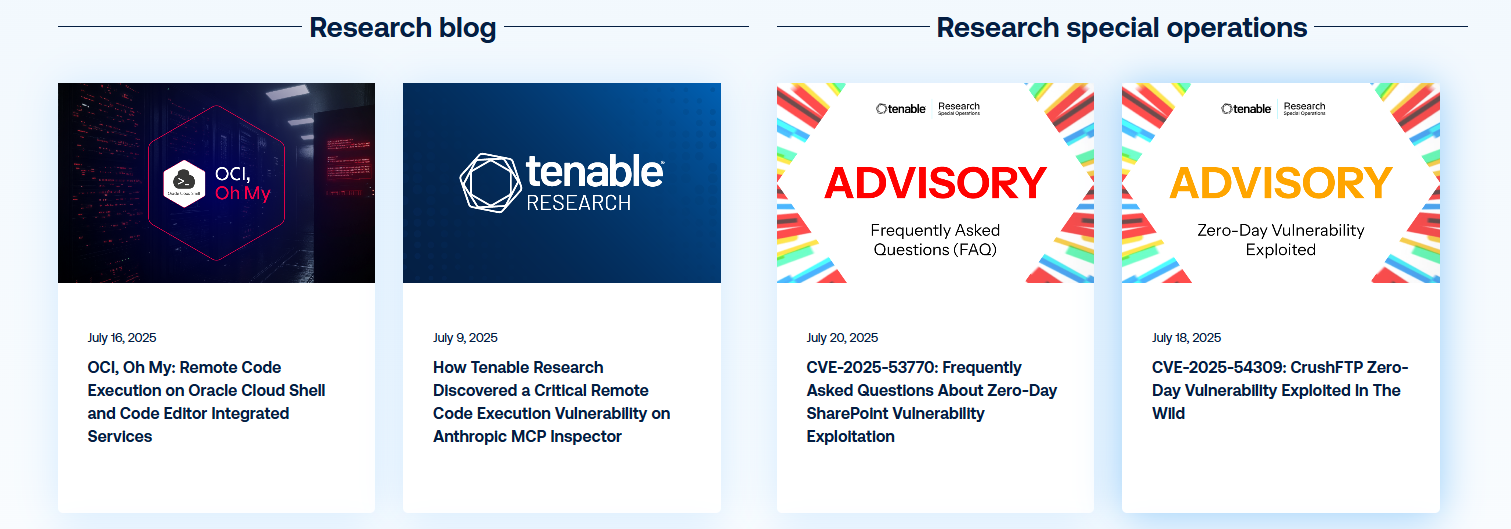 Research blog
Research special operations
OCI,
Oh My
Oracle Cloud Shell
tenable
RESEARCH
tenable
Research
Special Operations
ADVISORY
Frequently Asked
Questions (FAQ)
tenable
Research
Special Operations
ADVISORY
Zero-Day Vulnerability
Exploited
July 16, 2025
OCI, Oh My: Remote Code
Execution on Oracle Cloud Shell
and Code Editor Integrated
Services
July 9, 2025
How Tenable Research
Discovered a Critical Remote
Code Execution Vulnerability on
Anthropic MCP Inspector
July 20, 2025
CVE-2025-53770: Frequently
Asked Questions About Zero-Day
SharePoint Vulnerability
Exploitation
July 18, 2025
CVE-2025-54309: CrushFTP Zero-
Day Vulnerability Exploited In The
Wild